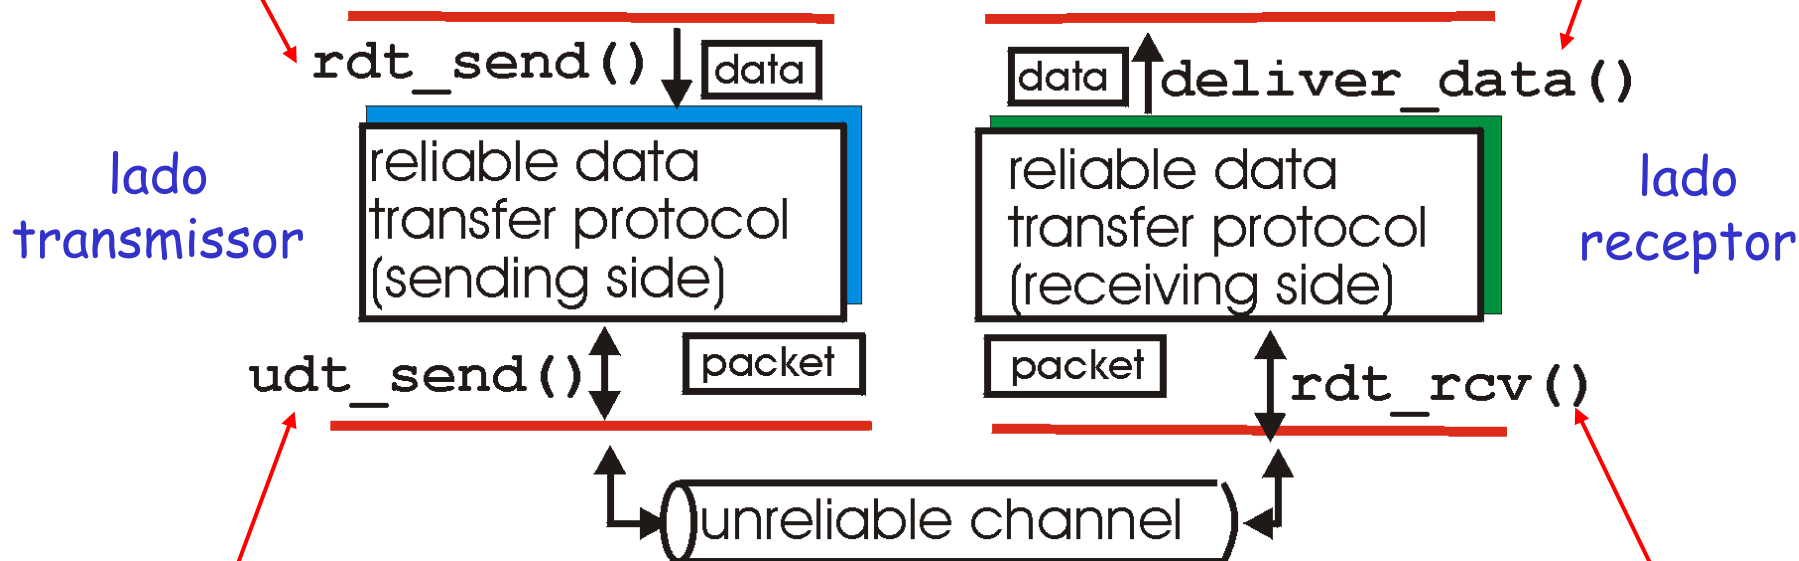 rdt_send()
data
data
deliver_data()
lado
transmissor
reliable data
transfer protocol
(sending side)
reliable data
transfer protocol
(receiving side)
lado
receptor
udt_send()
packet
packet
rdt_rcv()
unreliable channel